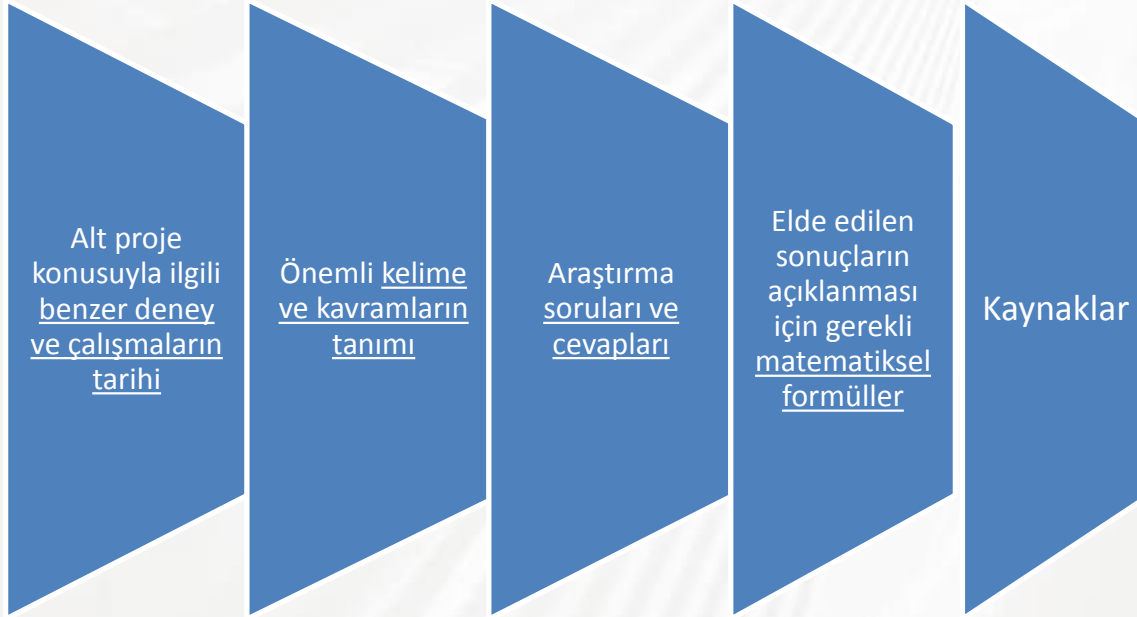 Alt proje
konusuyla ilgili
benzer deney
ve çalışmaların
tarihi
Önemli kelime
ve kavramların
tanımı
Araştırma
soruları ve
cevapları
Elde edilen
sonuçların
açıklanması
için gerekli
matematiksel
formüller
Kaynaklar